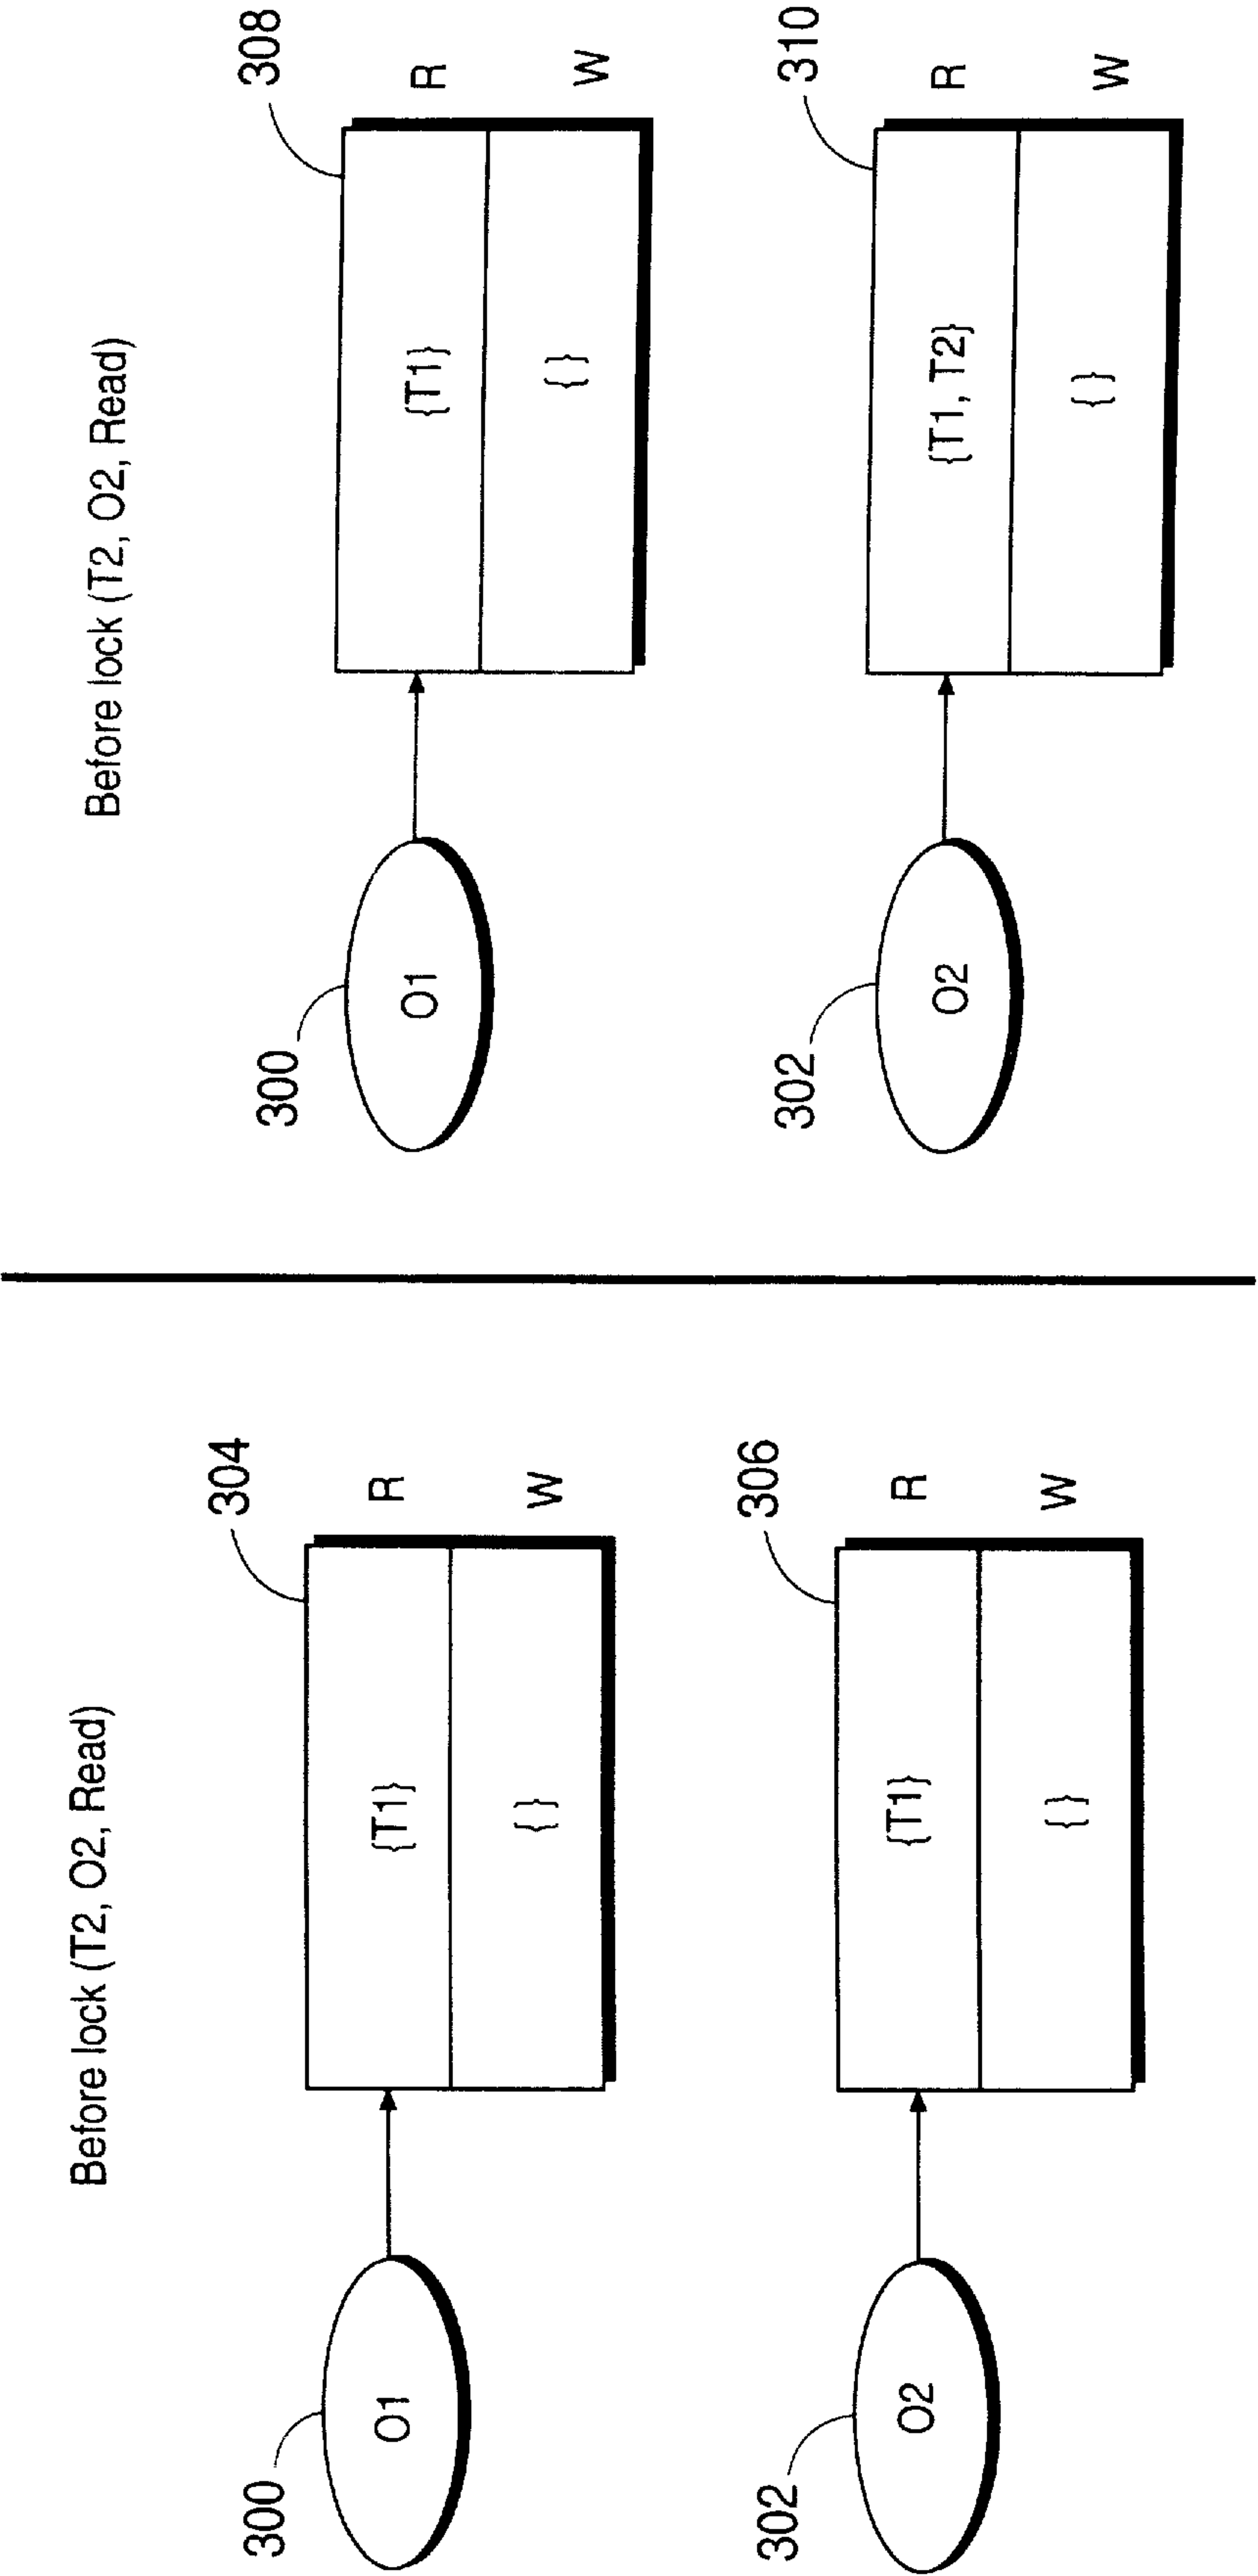 Before lock (T2, O2, Read)
304
R
{T1}
W
{ }
300
O1
306
R
{T1}
W
{ }
302
O2
Before lock (T2, O2, Read)
308
R
{T1}
W
{ }
300
O1
310
R
{T1, T2}
W
{ }
302
O2